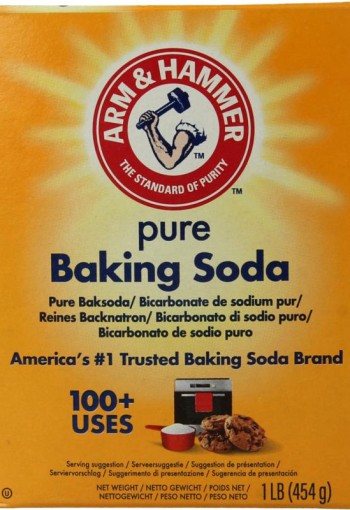 ARM & HAMMER
THE STANDARD OF PURITY
TM
TM
pure
Baking Soda
Pure Baksoda/ Bicarbonate de sodium pur/
Reines Backnatron/ Bicarbonato di sodio puro/
Bicarbonato de sodio puro
America's #1 Trusted Baking Soda Brand
100+
USES
Serving suggestion / Serveersuggestie / Suggestion de présentation /
Serviervorschlag / Suggerimento di presentazione / Sugerencia de presentación
NET WEIGHT / NETTO GEWICHT / POIDS NET /
NETTOGEWICHT / PESO NETTO / PESO NETO
1 LB (454 g)
U